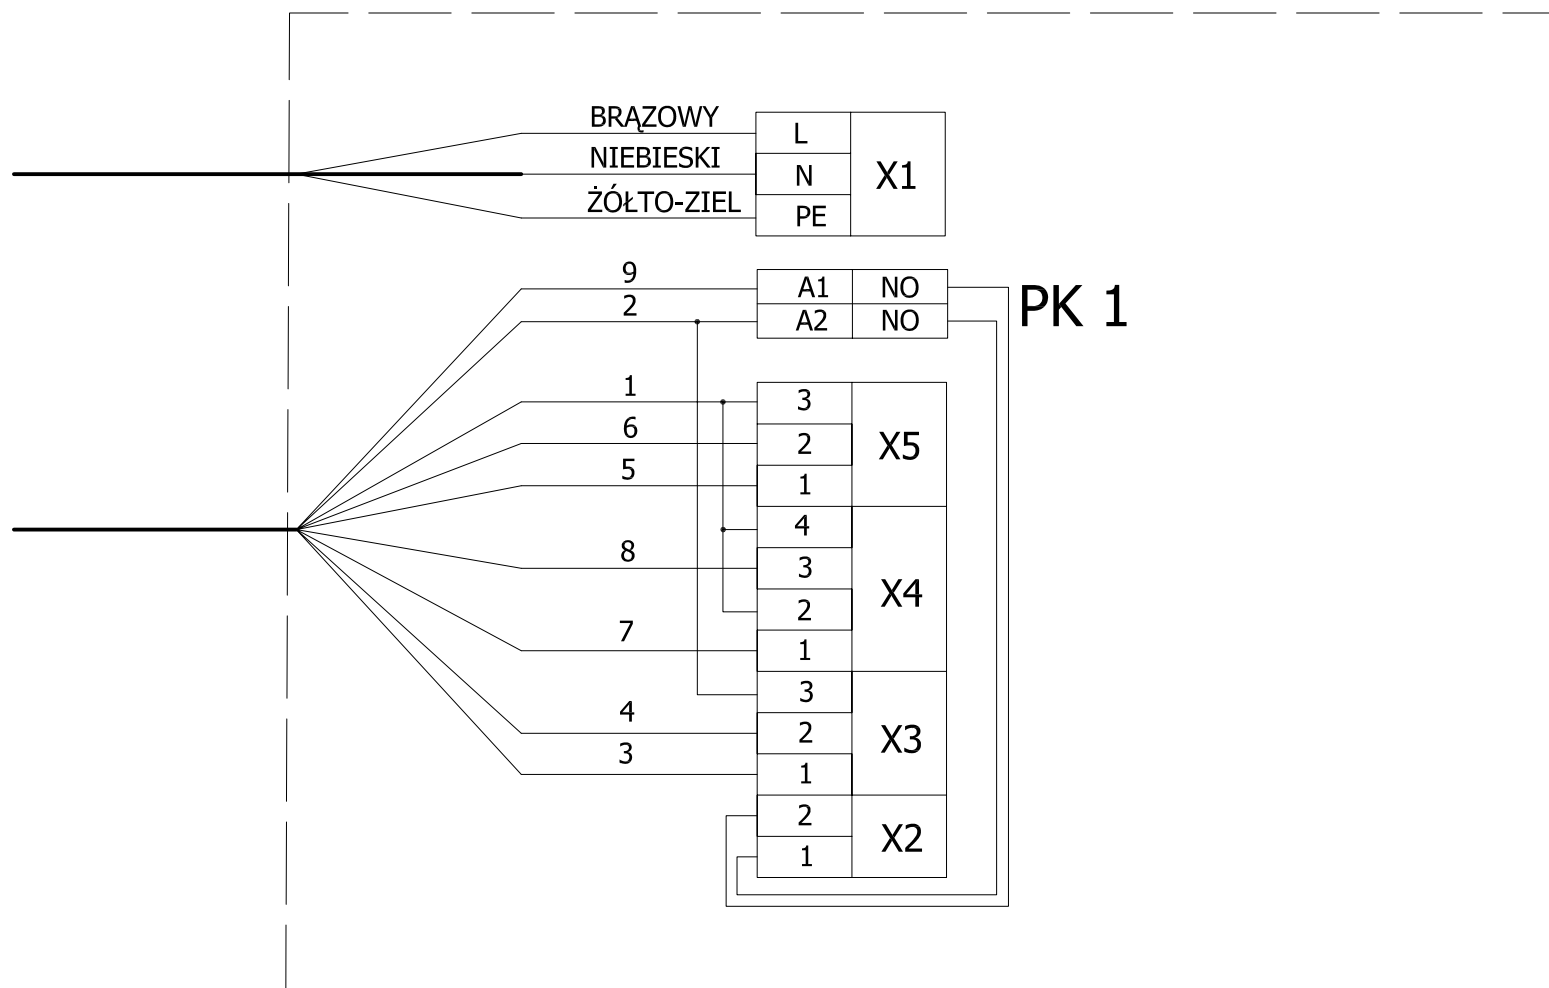 BRĄZOWY L
NIEBIESKI N X1
ŻÓŁTO-ZIEL PE
9 A1 NO PK 1
2 A2 NO
1 3
6 2 X5
5 1
4
8 3 X4
2
7 1
3
4 2 X3
3 1
2 X2
1